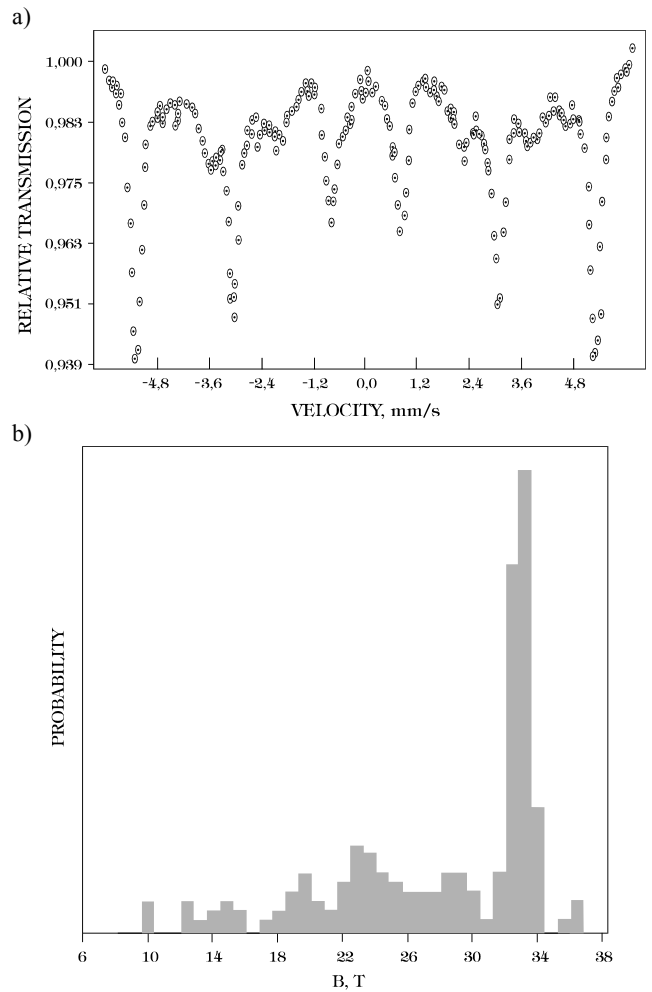 a)
1,000
0,983
0,975
0,963
0,951
0,939
RELATIVE TRANSMISSION
-4,8 -3,6 -2,4 -1,2 0,0 1,2 2,4 3,6 4,8
VELOCITY, mm/s
b)
PROBABILITY
6 10 14 18 22 26 30 34 38
B, T